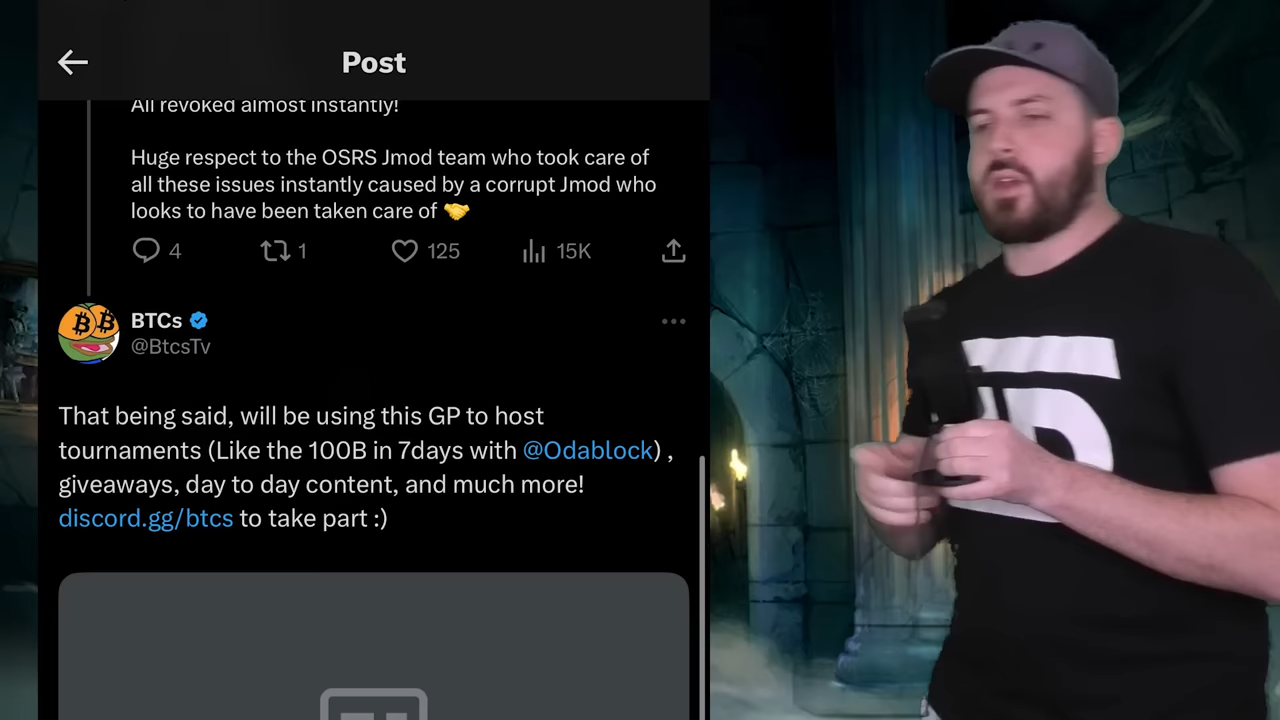 Post
All revoked almost instantly!
Huge respect to the OSRS Jmod team who took care of
all these issues instantly caused by a corrupt Jmod who
looks to have been taken care of 🤝
4 1 125 15K
BTCs
@BtcsTv
That being said, will be using this GP to host
tournaments (Like the 100B in 7days with @Odablock) ,
giveaways, day to day content, and much more!
discord.gg/btcs to take part :)